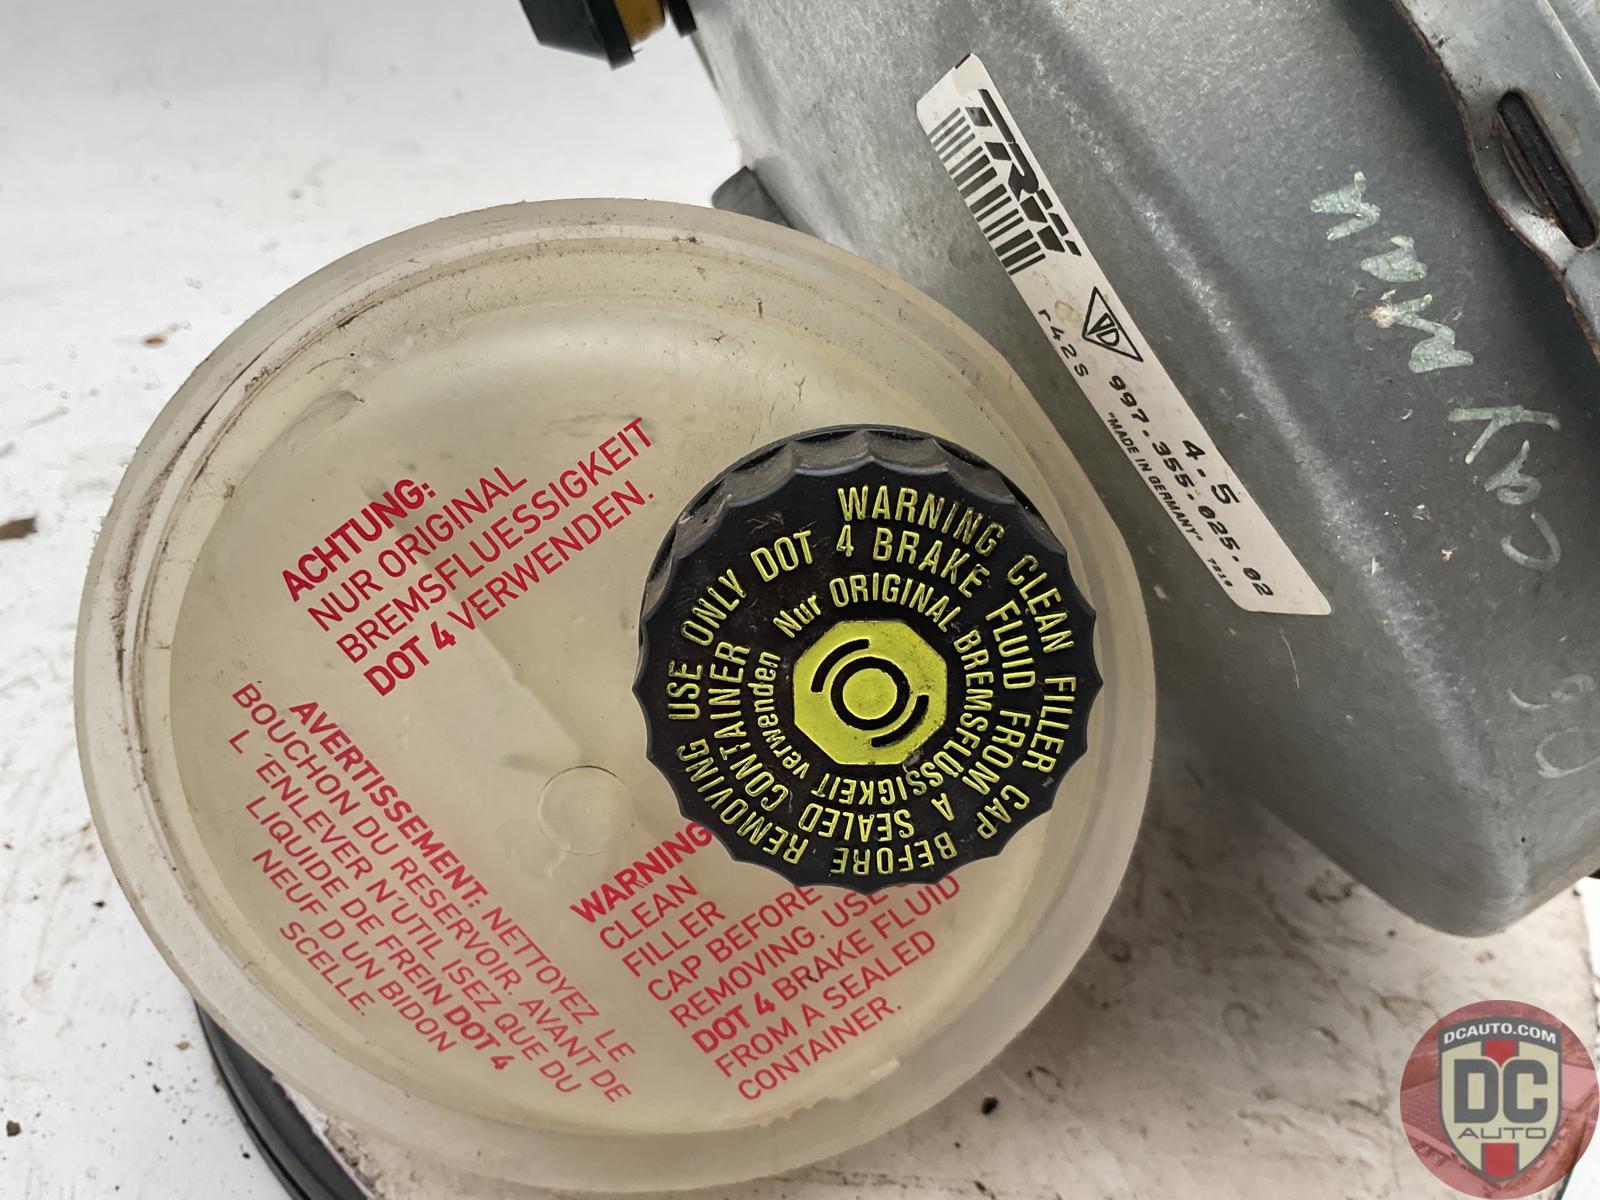 TRW
r42S
4.5
997.355.025.02
"MADE IN GERMANY"
ACHTUNG:
NUR ORIGINAL
BREMSFLUESSIGKEIT
DOT 4 VERWENDEN.
AVERTISSEMENT: NETTOYEZ LE
BOUCHON DU RESERVOIR. AVANT DE
L´ENLEVER N'UTIL ISEZ QUE DU
LIQUIDE DE FREIN DOT 4
NEUF D UN BIDON
SCELLE.
WARNING
CLEAN
FILLER
CAP BEFORE
REMOVING. USE
DOT 4 BRAKE FLUID
FROM A SEALED
CONTAINER.
WARNING CLEAN FILLER CAP BEFORE REMOVING USE ONLY DOT
4 BRAKE FLUID FROM A SEALED CONTAINER
Nur ORIGINAL BREMSFLÜSSIGKEIT verwenden
DCAUTO.COM
DC
AUTO